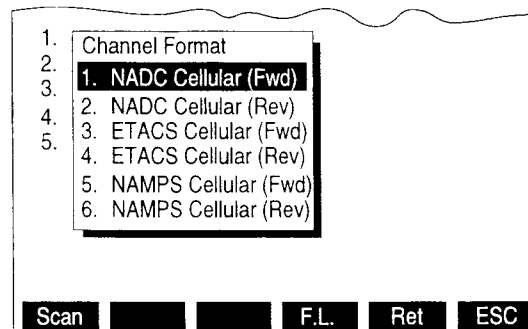 1.
2.
3.
4.
5.
Channel Format
1. NADC Cellular (Fwd)
2. NADC Cellular (Rev)
3. ETACS Cellular (Fwd)
4. ETACS Cellular (Rev)
5. NAMPS Cellular (Fwd)
6. NAMPS Cellular (Rev)
Scan F.L. Ret ESC